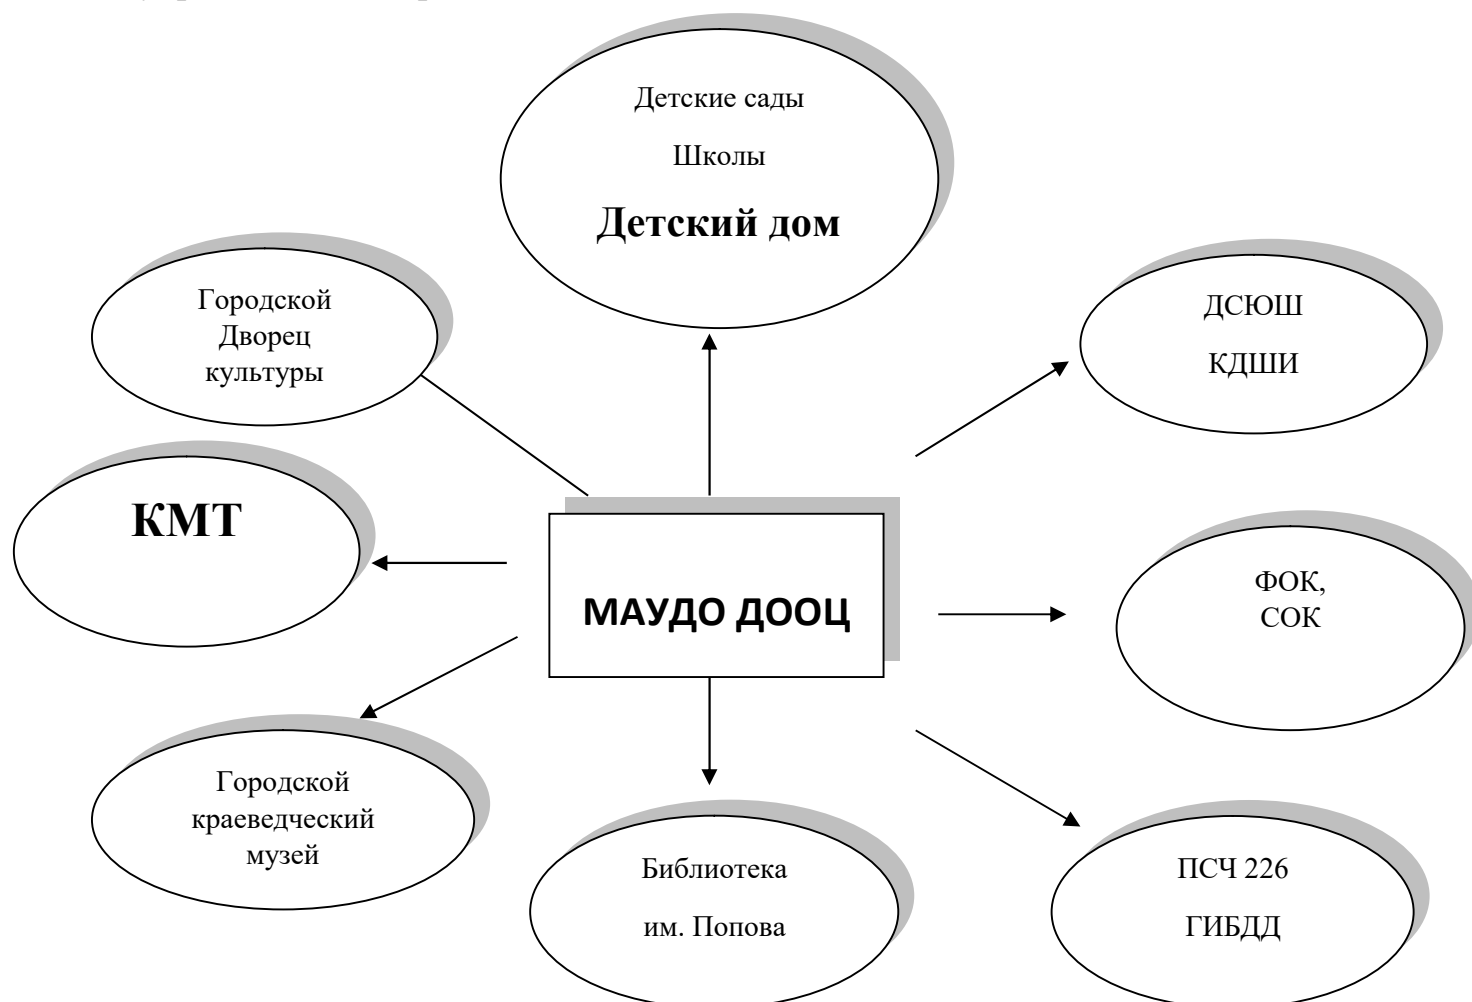 Детские сады
Школы
Детский дом
Городской
Дворец
культуры
ДСЮШ
КДШИ
КМТ
МАУДО ДООЦ
ФОК,
СОК
Городской
краеведческий
музей
Библиотека
им. Попова
ПСЧ 226
ГИБДД